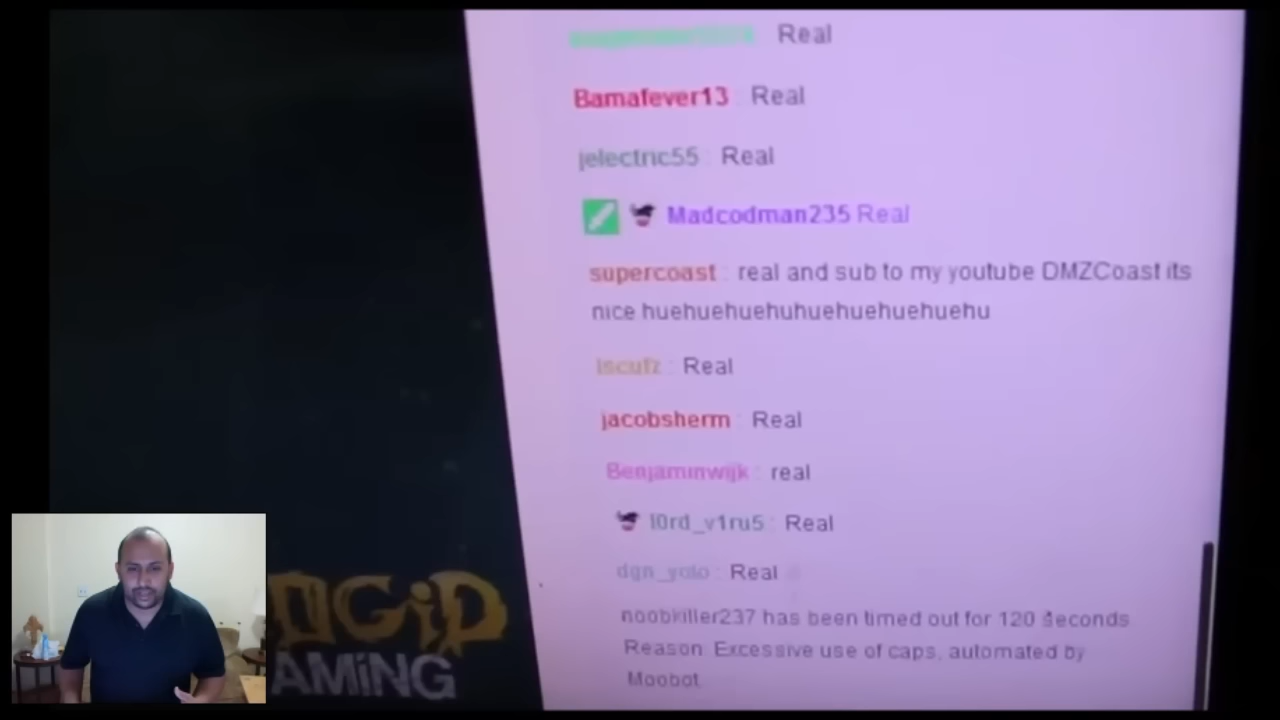 Real
Bamafever13 : Real
jelectric55 : Real
Madcodman235 Real
supercoast : real and sub to my youtube DMZCoast its
nice huehuehuehuhuehuehuehuehu
Real
jacobsherm : Real
Benjaminwijk : real
l0rd_v1ru5 : Real
dgn_yolo : Real
noobkiller237 has been timed out for 120 seconds
Reason: Excessive use of caps, automated by
Moobot.